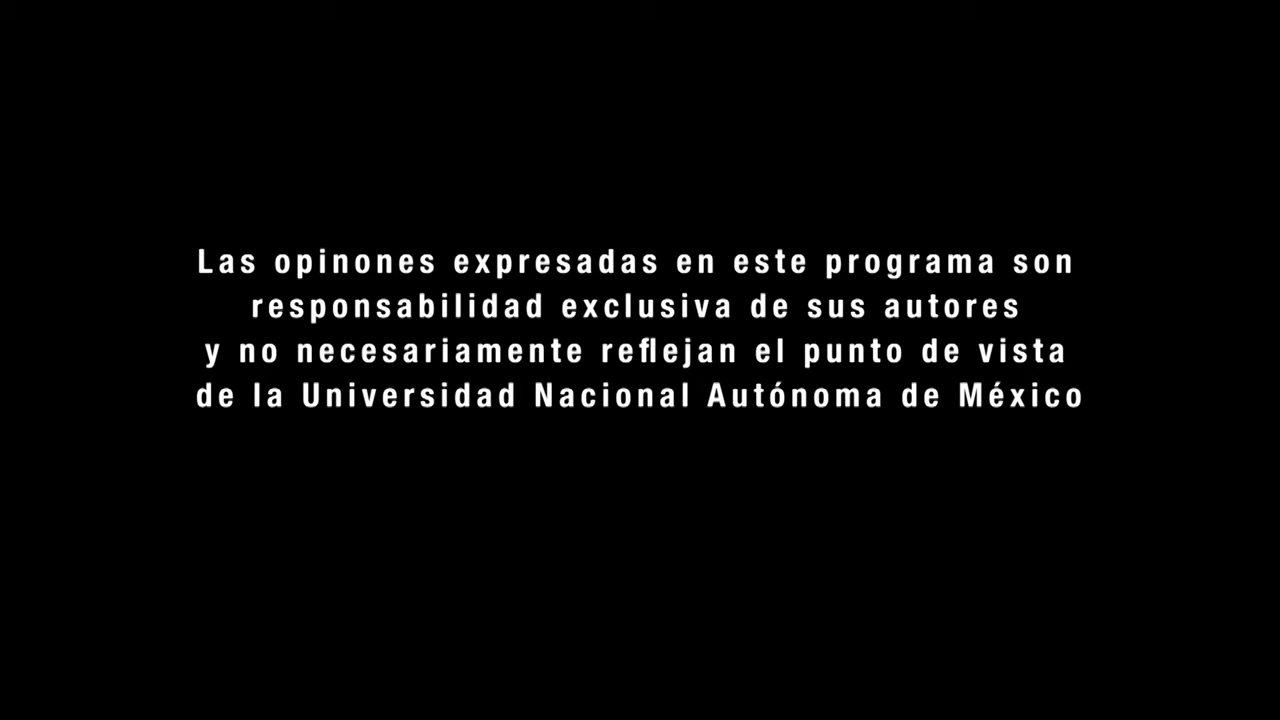 Las opinones expresadas en este programa son
responsabilidad exclusiva de sus autores
y no necesariamente reflejan el punto de vista
de la Universidad Nacional Autónoma de México